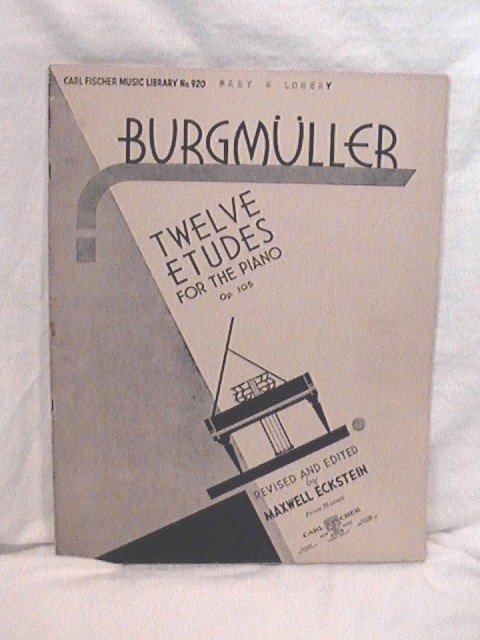 CARL FISCHER MUSIC LIBRARY No. 920 MARY W LOWERY
BURGMÜLLER
TWELVE
ETUDES
FOR THE PIANO
Op. 105
REVISED AND EDITED
by
MAXWELL ECKSTEIN
CARL FISCHER